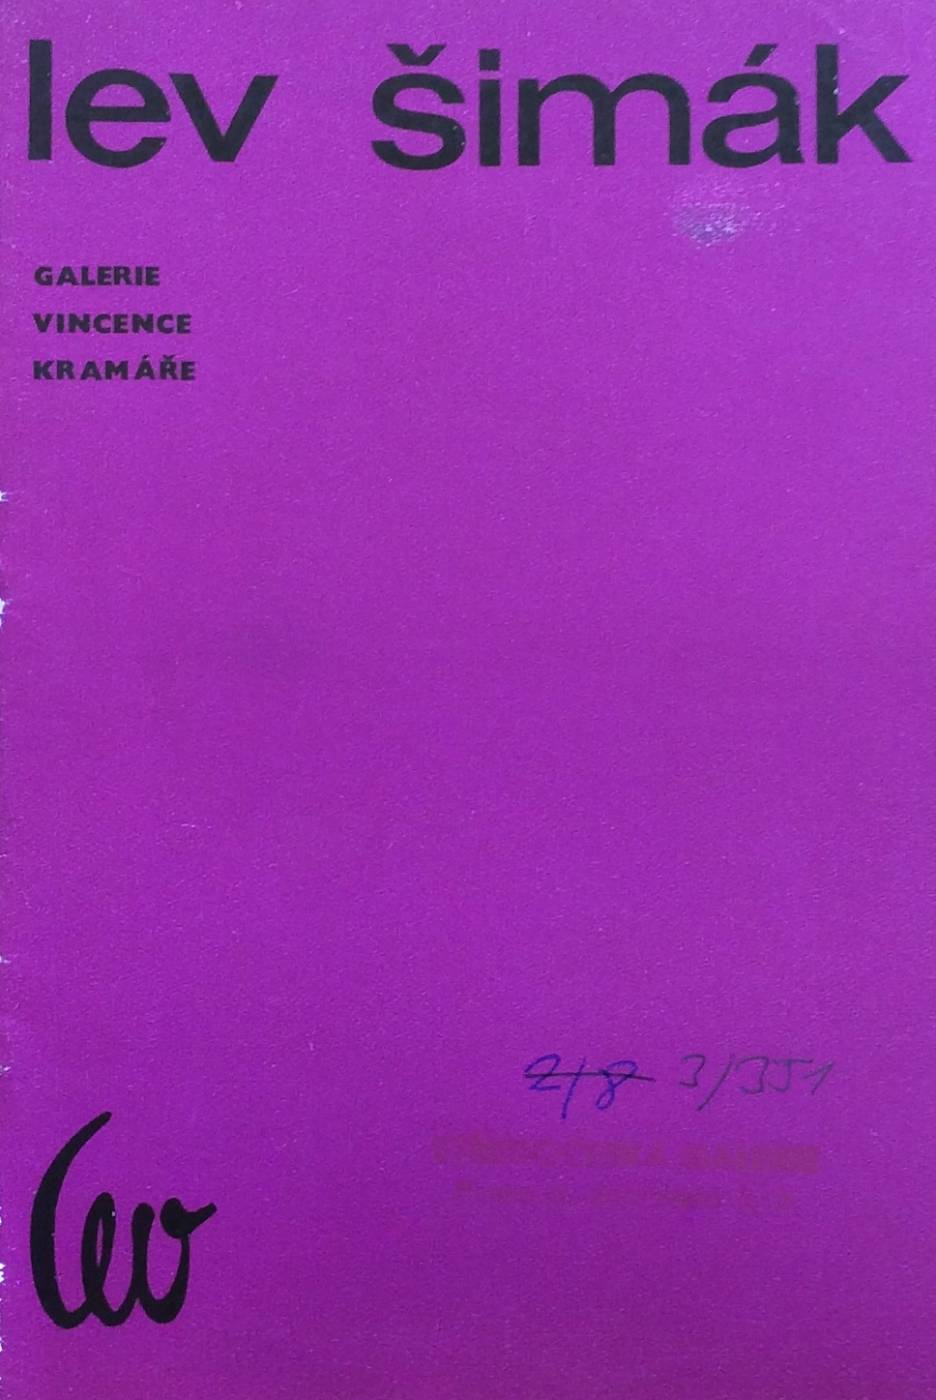 lev šimák
GALERIE
VINCENCE
KRAMÁŘE
2/8 3/351
Lev